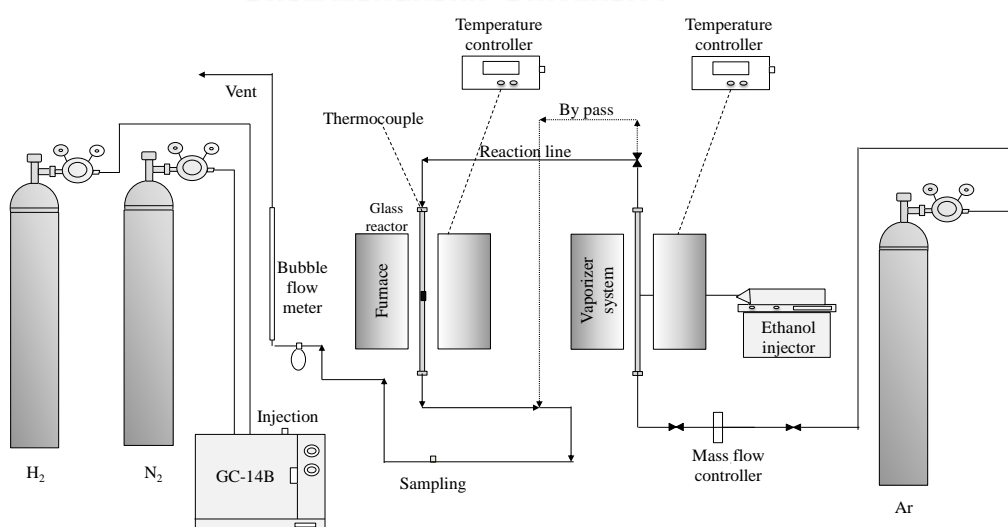 Temperature
controller
Temperature
controller
Vent
By pass
Thermocouple
Reaction line
Glass
reactor
Furnace
Vaporizer
system
Bubble
flow
meter
Ethanol
injector
Injection
GC-14B
Sampling
Mass flow
controller
H₂
N₂
Ar